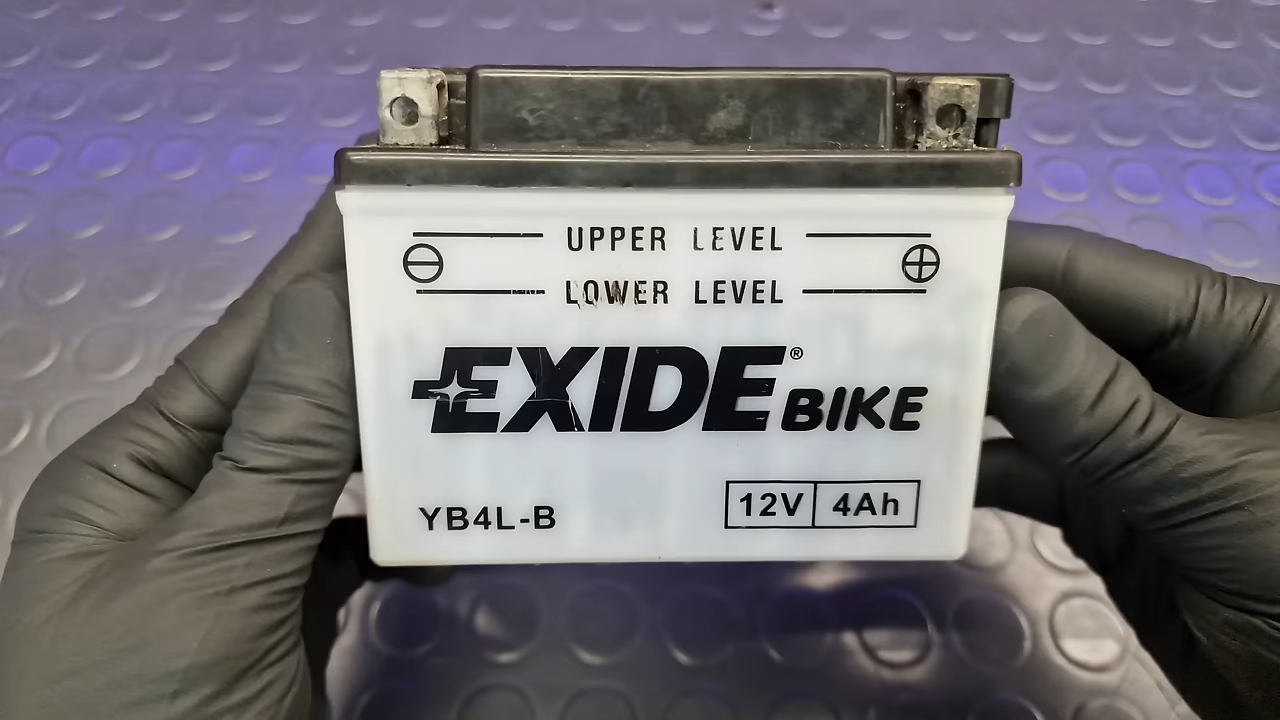 UPPER LEVEL
LOWER LEVEL
EXIDE® BIKE
YB4L-B
12V 4Ah